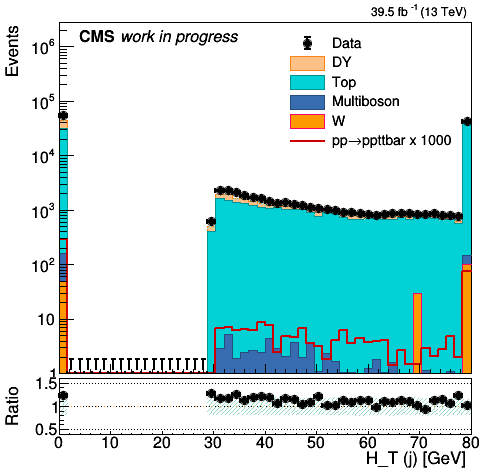 39.5 fb⁻¹ (13 TeV)
CMS work in progress
Events
10⁶
10⁵
10⁴
10³
10²
10
1
Data
DY
Top
Multiboson
W
pp→ppttbar x 1000
Ratio
1.5
1
0.5
0 10 20 30 40 50 60 70 80
H_T (j) [GeV]